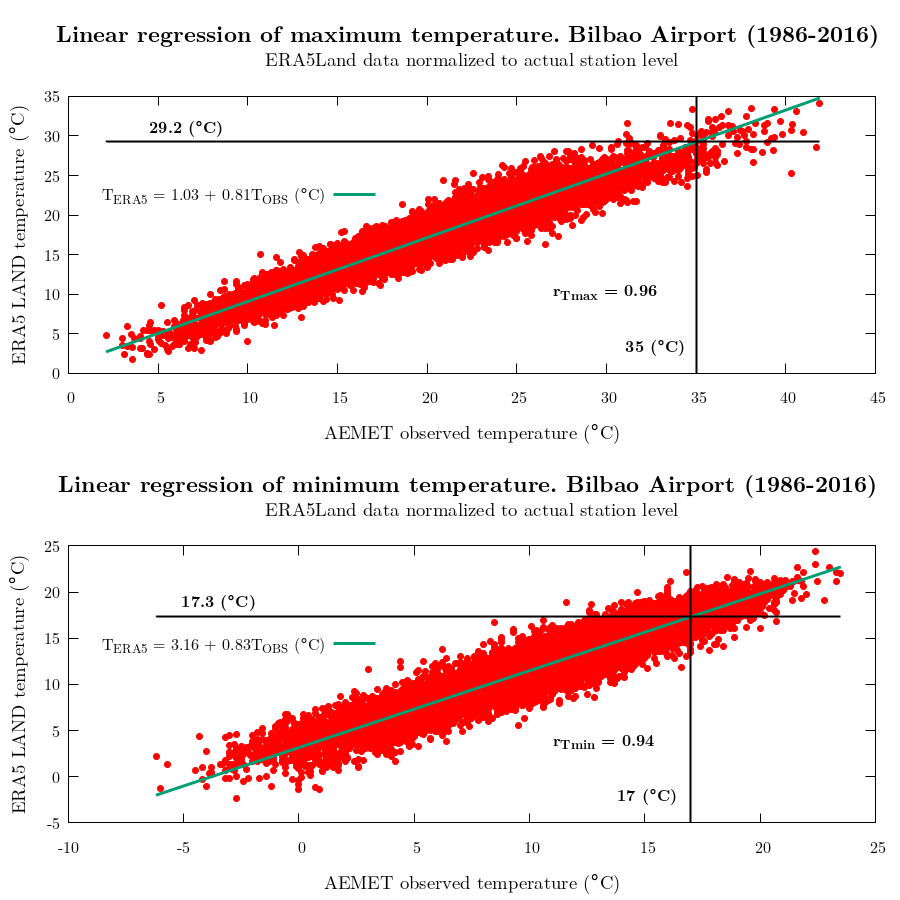 Linear regression of maximum temperature. Bilbao Airport (1986-2016)
ERA5Land data normalized to actual station level
35
30
25
20
15
10
5
0
ERA5 LAND temperature (°C)
29.2 (°C)
T_ERA5 = 1.03 + 0.81T_OBS (°C)
r_Tmax = 0.96
35 (°C)
0 5 10 15 20 25 30 35 40 45
AEMET observed temperature (°C)
Linear regression of minimum temperature. Bilbao Airport (1986-2016)
ERA5Land data normalized to actual station level
25
20
15
10
5
0
-5
ERA5 LAND temperature (°C)
17.3 (°C)
T_ERA5 = 3.16 + 0.83T_OBS (°C)
r_Tmin = 0.94
17 (°C)
-10 -5 0 5 10 15 20 25
AEMET observed temperature (°C)